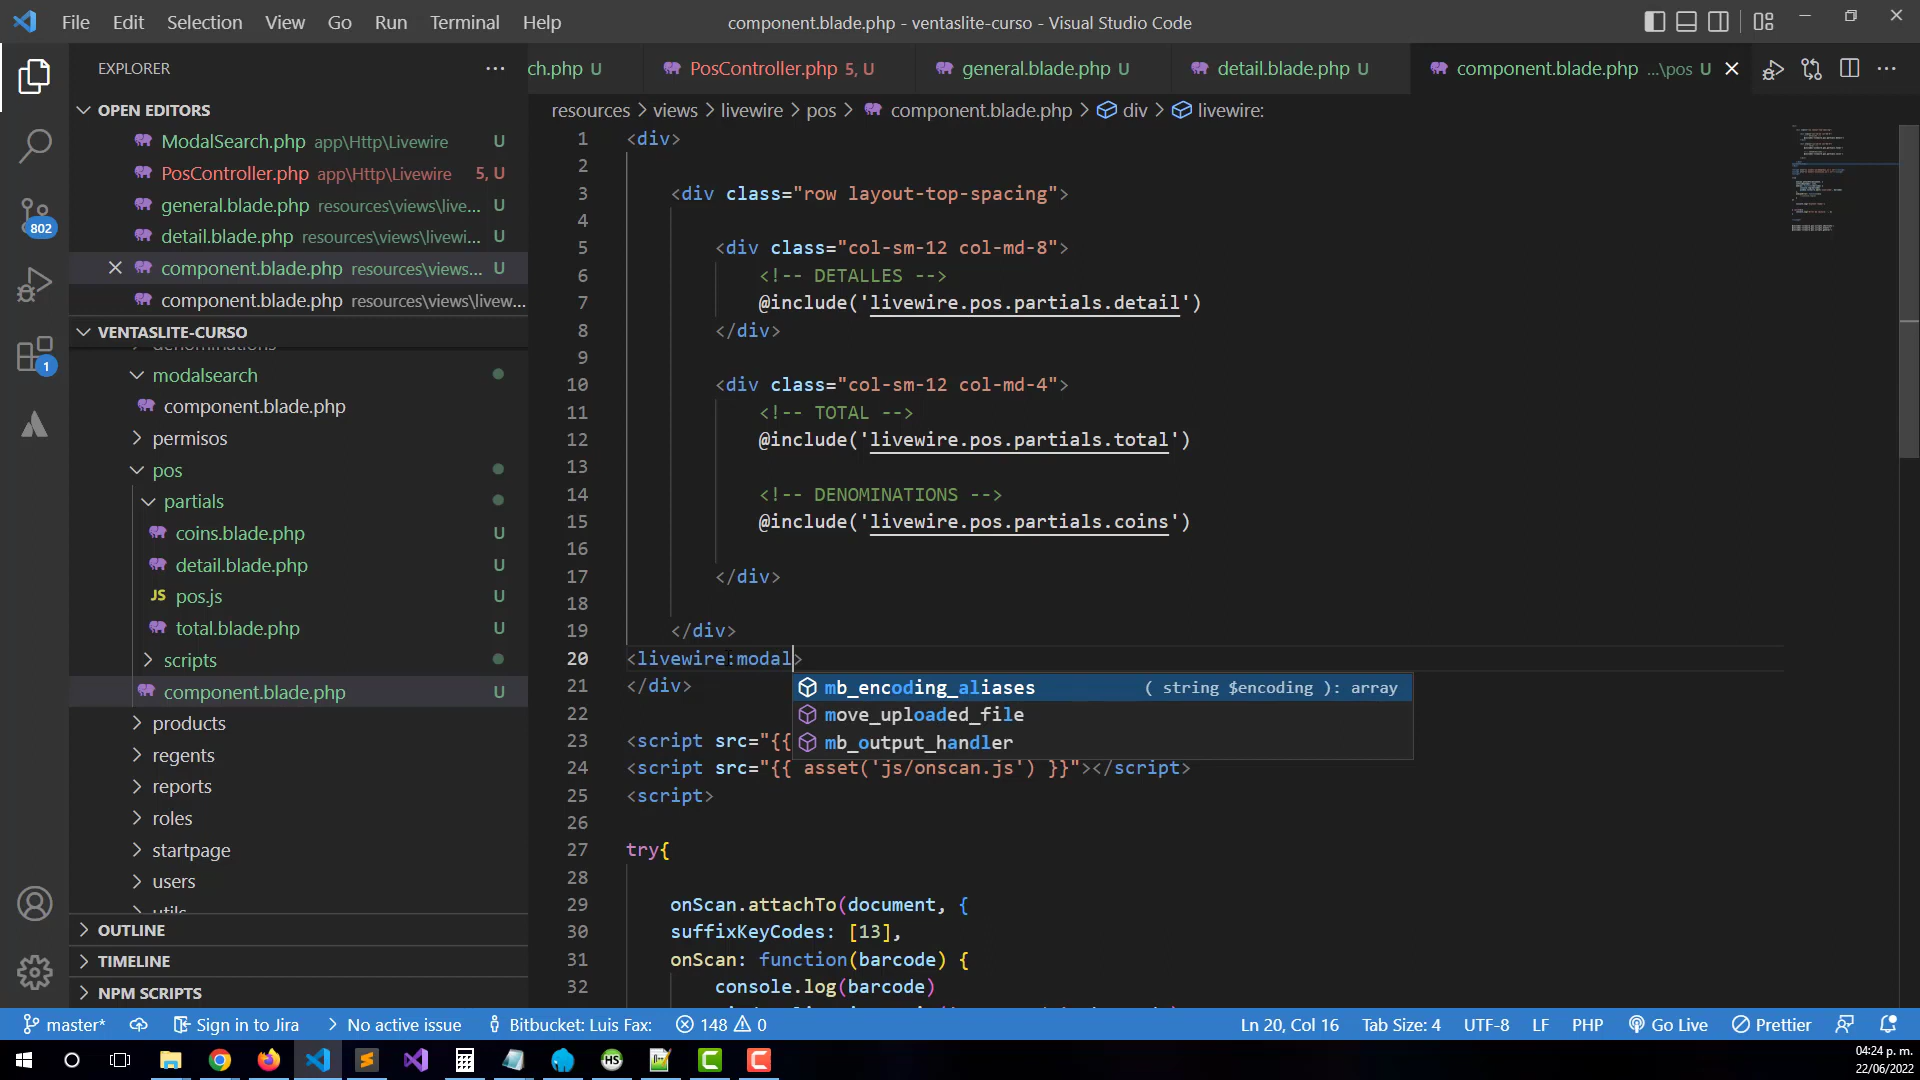 File Edit Selection View Go Run Terminal Help
component.blade.php - ventaslite-curso - Visual Studio Code
EXPLORER
ch.php U
PosController.php 5, U
general.blade.php U
detail.blade.php U
component.blade.php ...\pos U
OPEN EDITORS
resources > views > livewire > pos > component.blade.php > div > livewire:
ModalSearch.php app\Http\Livewire U
PosController.php app\Http\Livewire 5, U
general.blade.php resources\views\live... U
detail.blade.php resources\views\livewi... U
component.blade.php resources\views... U
component.blade.php resources\views\livew...
VENTASLITE-CURSO
denominations
modalsearch
component.blade.php
permisos
pos
partials
coins.blade.php U
detail.blade.php U
pos.js U
total.blade.php U
scripts
component.blade.php U
products
regents
reports
roles
startpage
users
utils
OUTLINE
TIMELINE
NPM SCRIPTS
802
1
JS
1 <div>
2
3 <div class="row layout-top-spacing">
4
5 <div class="col-sm-12 col-md-8">
6 <!-- DETALLES -->
7 @include('livewire.pos.partials.detail')
8 </div>
9
10 <div class="col-sm-12 col-md-4">
11 <!-- TOTAL -->
12 @include('livewire.pos.partials.total')
13
14 <!-- DENOMINATIONS -->
15 @include('livewire.pos.partials.coins')
16
17 </div>
18
19 </div>
20 <livewire:modal>
21 </div>
22
23 <script src="{{
24 <script src="{{ asset('js/onscan.js') }}"></script>
25 <script>
26
27 try{
28
29 onScan.attachTo(document, {
30 suffixKeyCodes: [13],
31 onScan: function(barcode) {
32 console.log(barcode)
mb_encoding_aliases ( string $encoding ): array
move_uploaded_file
mb_output_handler
master* Sign in to Jira No active issue Bitbucket: Luis Fax: 148 0 Ln 20, Col 16 Tab Size: 4 UTF-8 LF PHP Go Live Prettier
HS
04:24 p. m.
22/06/2022